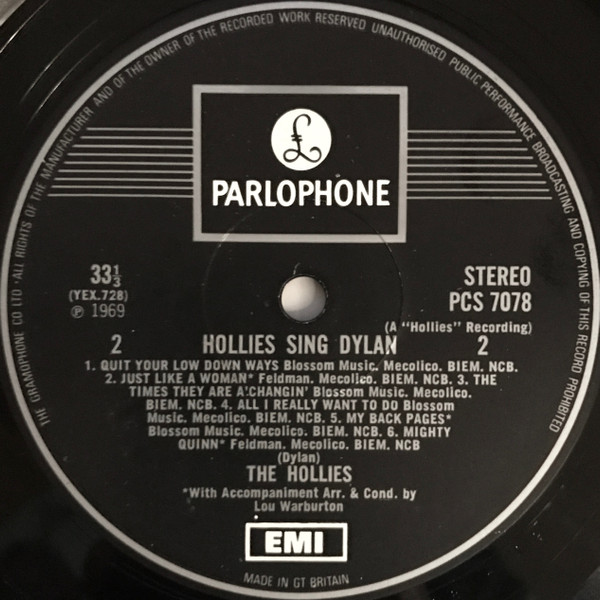 THE GRAMOPHONE CO LTD · ALL RIGHTS OF THE MANUFACTURER AND OF THE OWNER OF THE RECORDED WORK RESERVED UNAUTHORISED PUBLIC PERFORMANCE BROADCASTING AND COPYING OF THIS RECORD PROHIBITED
£
PARLOPHONE
33⅓
(YEX.728)
℗ 1969
STEREO
PCS 7078
(A "Hollies" Recording)
2 HOLLIES SING DYLAN 2
1. QUIT YOUR LOW DOWN WAYS Blossom Music. Mecolico. BIEM. NCB.
2. JUST LIKE A WOMAN* Feldman. Mecolico. BIEM. NCB. 3. THE
TIMES THEY ARE A'CHANGIN' Blossom Music. Mecolico.
BIEM. NCB. 4. ALL I REALLY WANT TO DO Blossom
Music. Mecolico. BIEM. NCB. 5. MY BACK PAGES*
Blossom Music. Mecolico. BIEM. NCB. 6. MIGHTY
QUINN* Feldman. Mecolico. BIEM. NCB
(Dylan)
THE HOLLIES
*With Accompaniment Arr. & Cond. by
Lou Warburton
EMI
MADE IN GT BRITAIN